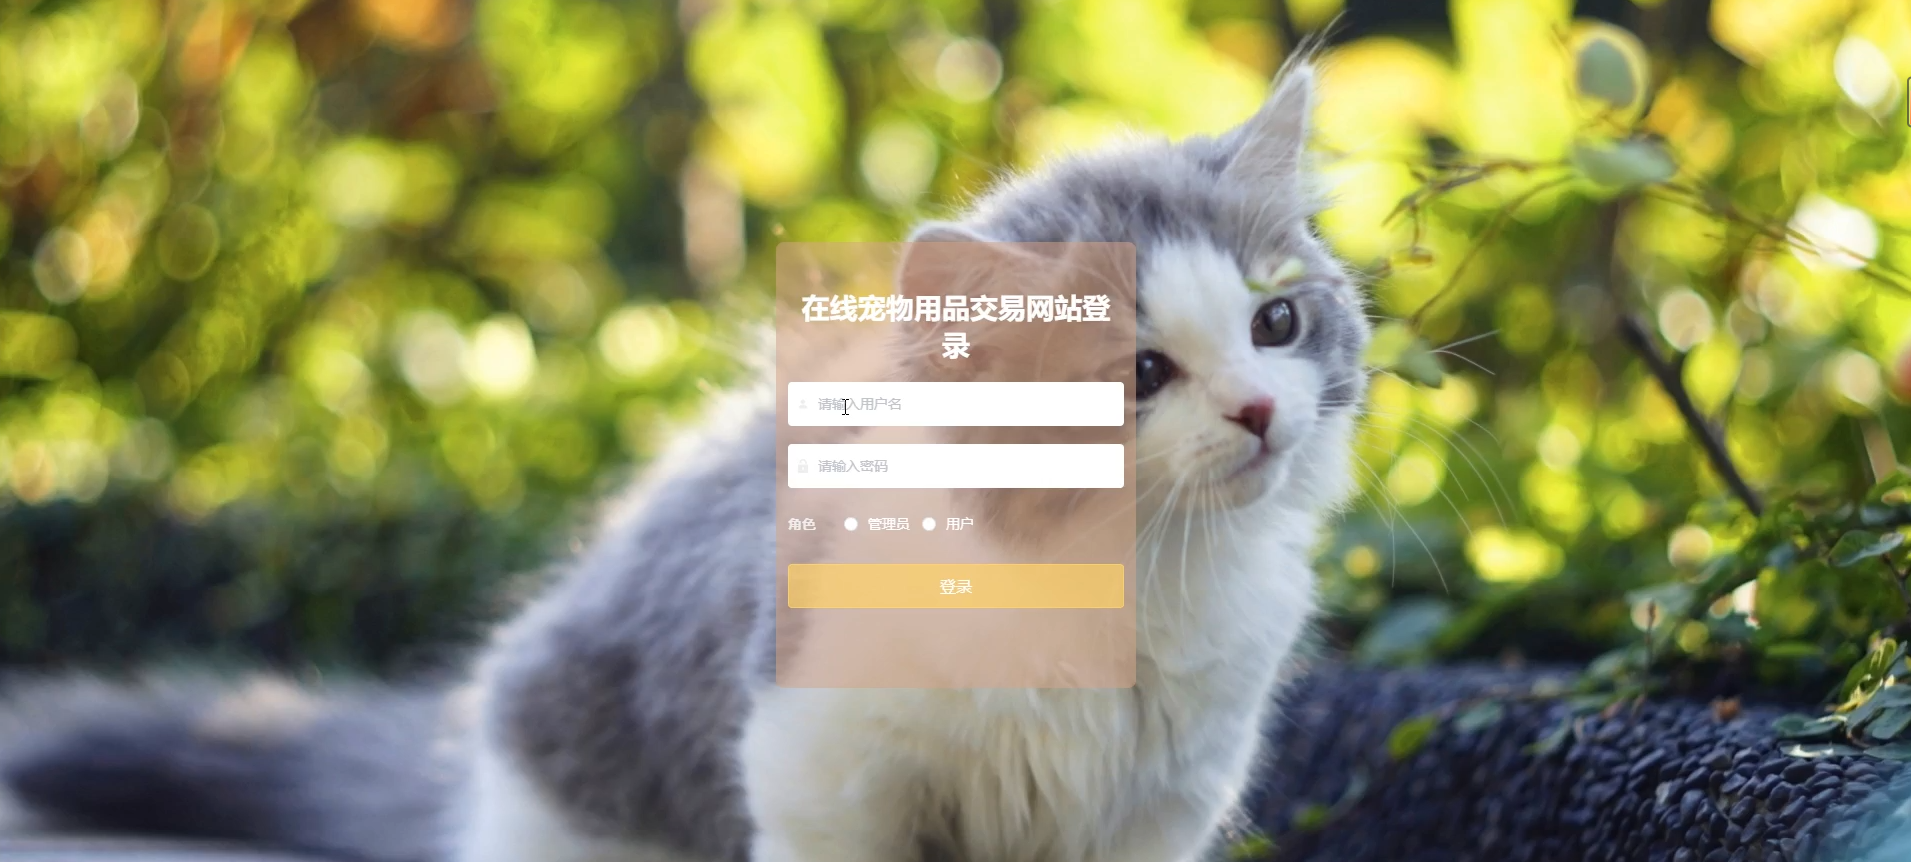 在线宠物用品交易网站登
录
请输入用户名
请输入密码
角色 管理员 用户
登录